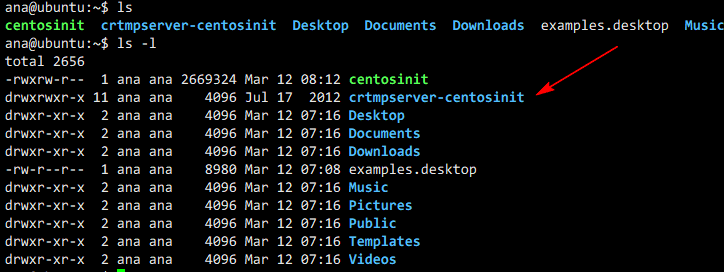 ana@ubuntu:~$ ls
centosinit crtmpserver-centosinit Desktop Documents Downloads examples.desktop Music
ana@ubuntu:~$ ls -l
total 2656
-rwxrw-r-- 1 ana ana 2669324 Mar 12 08:12 centosinit
drwxrwxr-x 11 ana ana 4096 Jul 17 2012 crtmpserver-centosinit
drwxr-xr-x 2 ana ana 4096 Mar 12 07:16 Desktop
drwxr-xr-x 2 ana ana 4096 Mar 12 07:16 Documents
drwxr-xr-x 2 ana ana 4096 Mar 12 07:16 Downloads
-rw-r--r-- 1 ana ana 8980 Mar 12 07:08 examples.desktop
drwxr-xr-x 2 ana ana 4096 Mar 12 07:16 Music
drwxr-xr-x 2 ana ana 4096 Mar 12 07:16 Pictures
drwxr-xr-x 2 ana ana 4096 Mar 12 07:16 Public
drwxr-xr-x 2 ana ana 4096 Mar 12 07:16 Templates
drwxr-xr-x 2 ana ana 4096 Mar 12 07:16 Videos